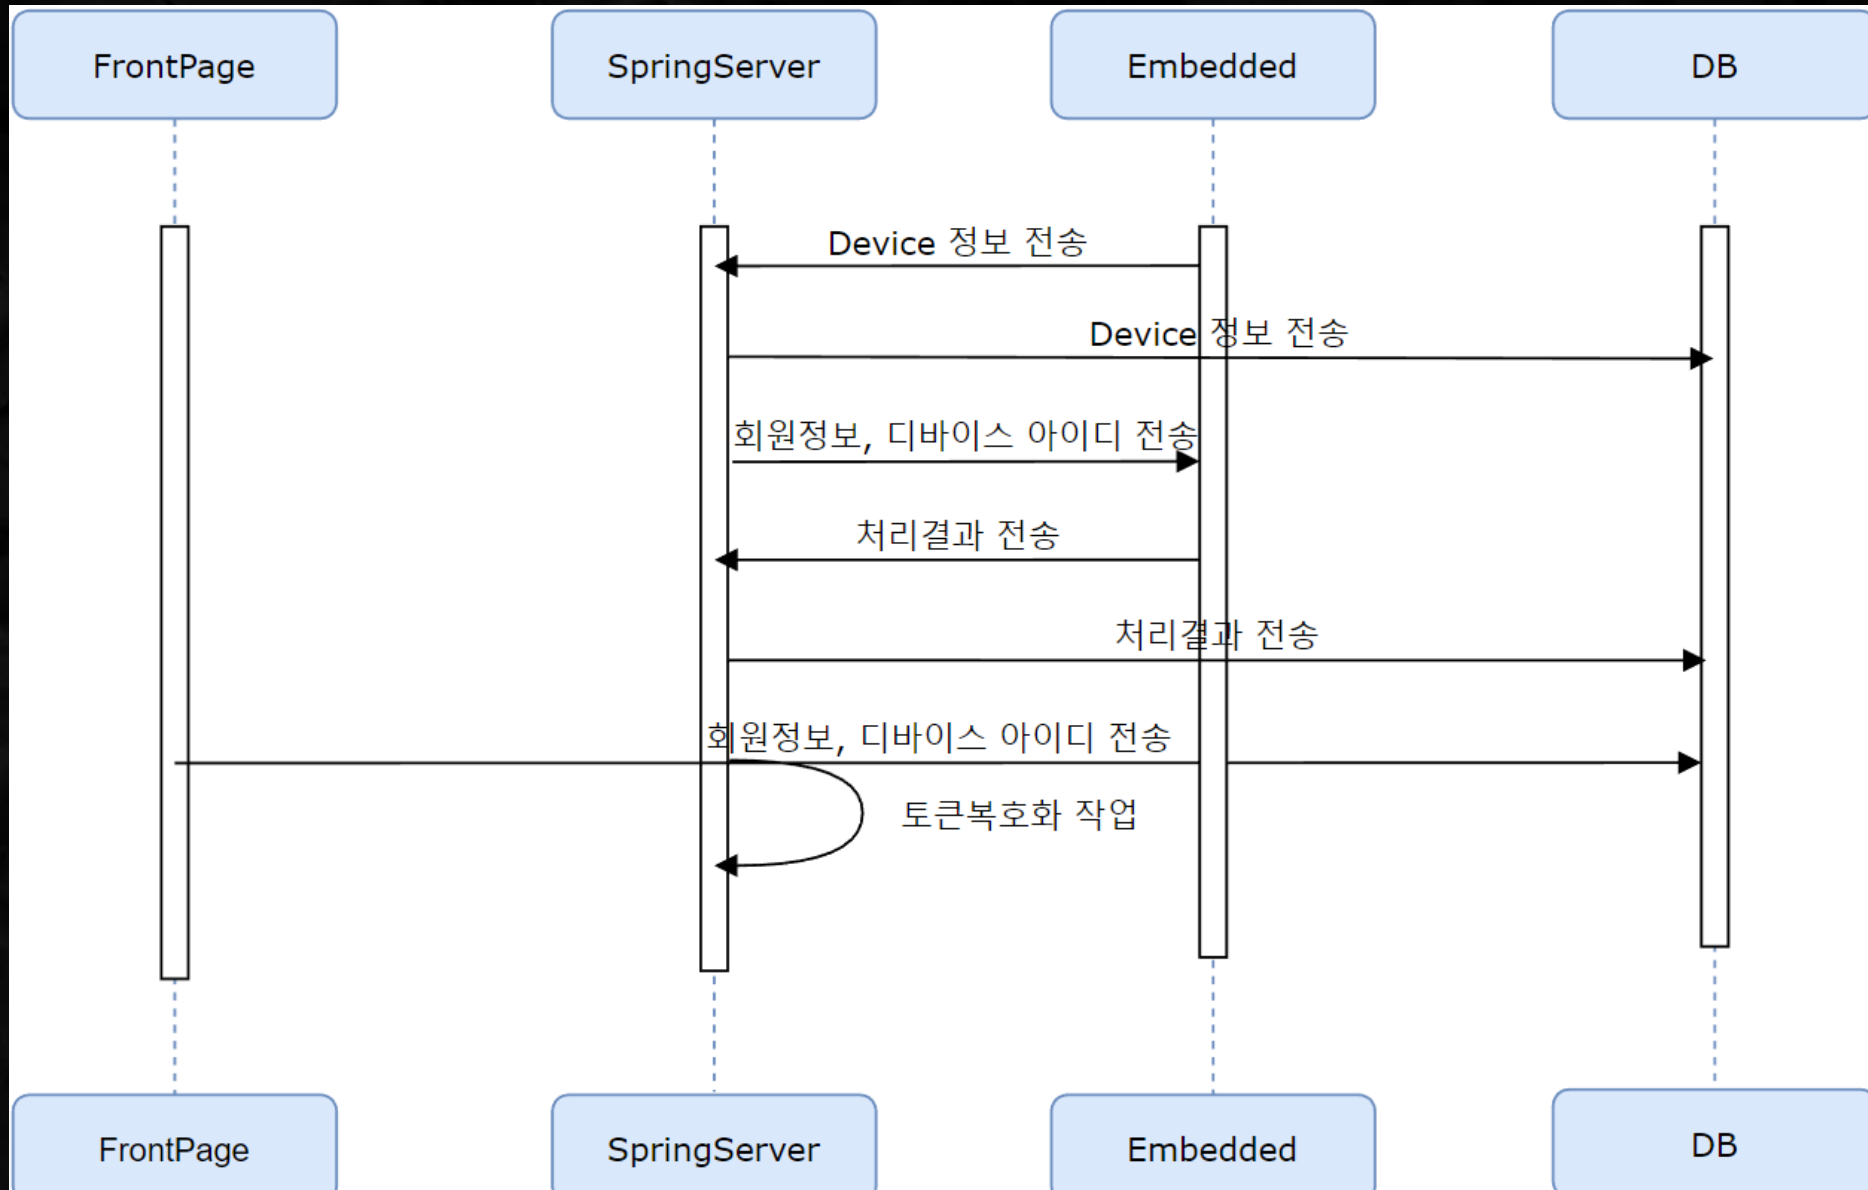 FrontPage
SpringServer
Embedded
DB
Device 정보 전송
Device 정보 전송
회원정보, 디바이스 아이디 전송
처리결과 전송
처리결과 전송
회원정보, 디바이스 아이디 전송
토큰복호화 작업
FrontPage
SpringServer
Embedded
DB